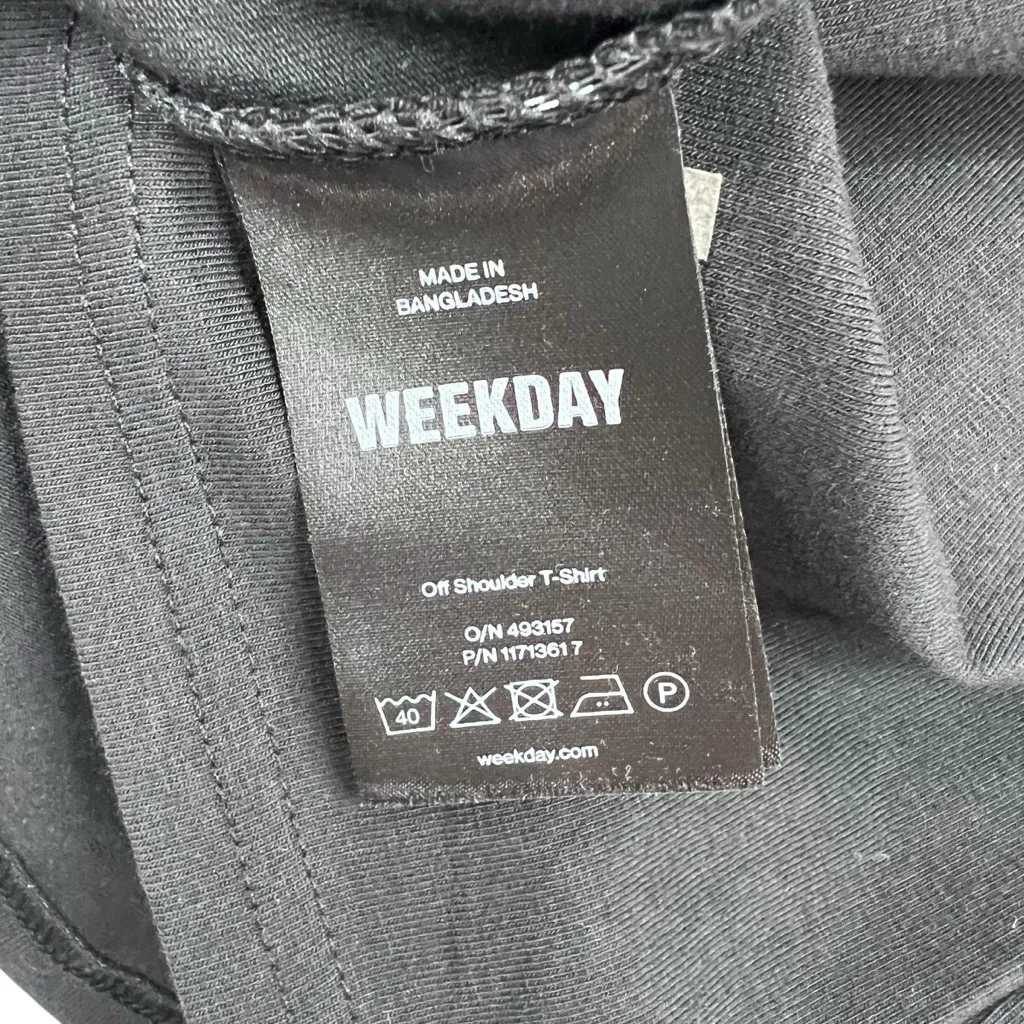 MADE IN
BANGLADESH
WEEKDAY
Off Shoulder T-Shirt
O/N 493157
P/N 11713617
40
P
weekday.com